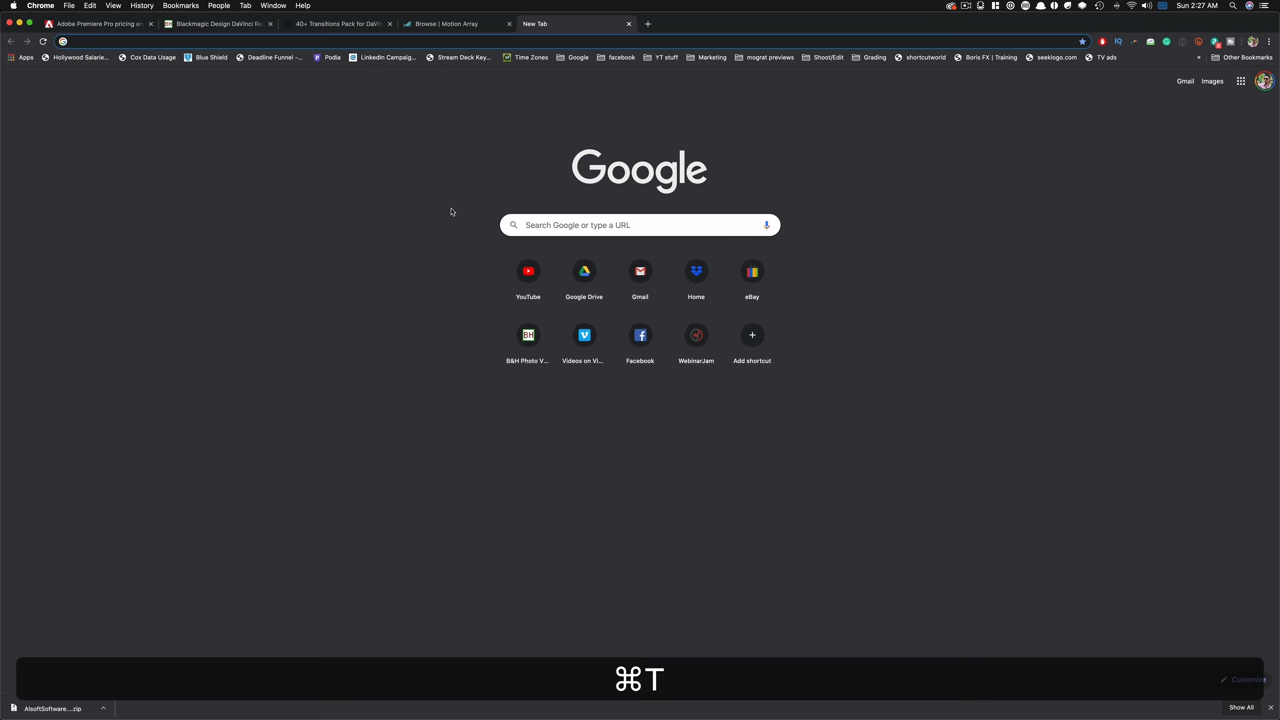 Chrome File Edit View History Bookmarks People Tab Window Help Sun 2:27 AM
Adobe Premiere Pro pricing an Blackmagic Design DaVinci Re 40+ Transitions Pack for DaVin Browse | Motion Array New Tab
Apps Hollywood Salarie... Cox Data Usage Blue Shield Deadline Funnel -... Podia LinkedIn Campaig... Stream Deck Key... Time Zones Google facebook YT stuff Marketing mograt previews Shoot/Edit Grading shortcutworld Boris FX | Training seeklogo.com TV ads » Other Bookmarks
Gmail Images
Google
Search Google or type a URL
YouTube Google Drive Gmail Home eBay
BH
B&H Photo V... Videos on Vi... Facebook WebinarJam Add shortcut
⌘T
Customize
AlsoftSoftware....zip Show All